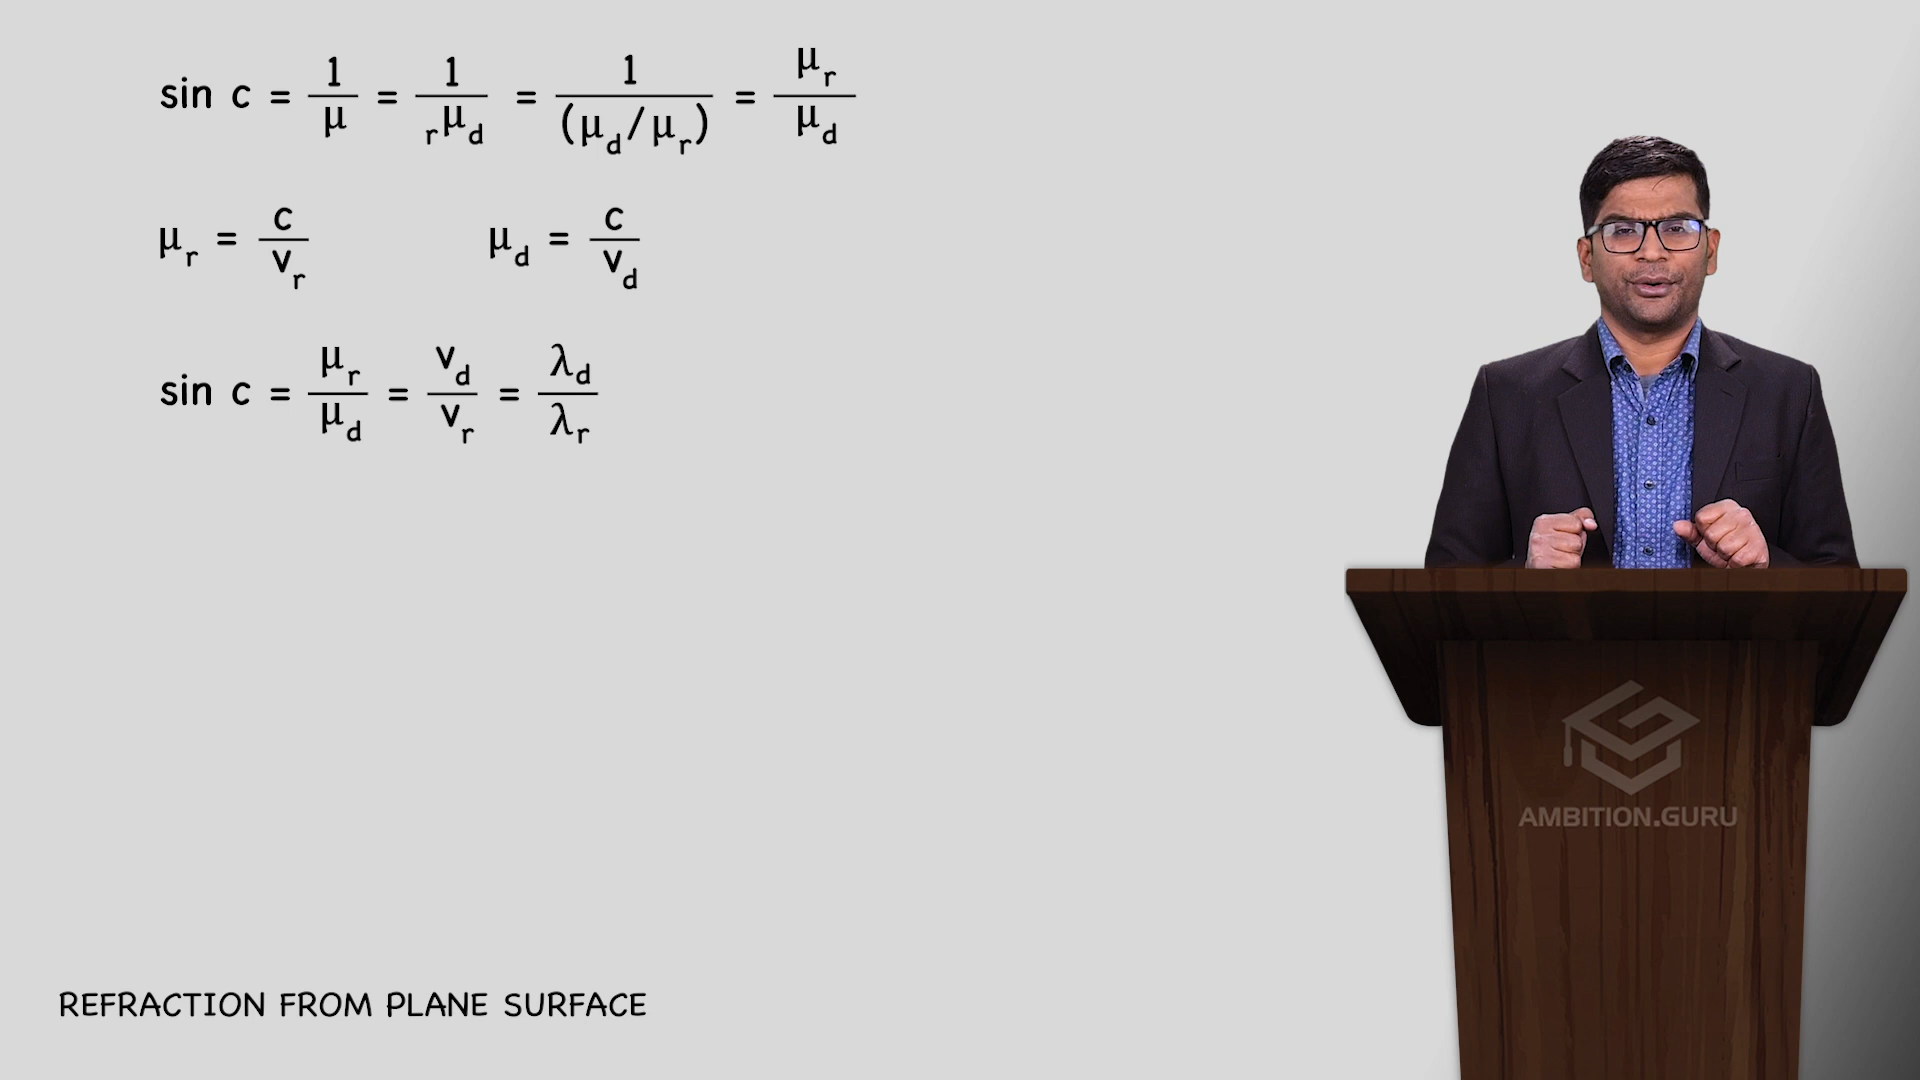 sin c = 1/μ = 1/ᵣμ_d = 1/(μ_d/μ_r) = μ_r/μ_d
μ_r = c/v_r   μ_d = c/v_d
sin c = μ_r/μ_d = v_d/v_r = λ_d/λ_r
AMBITION.GURU
REFRACTION FROM PLANE SURFACE